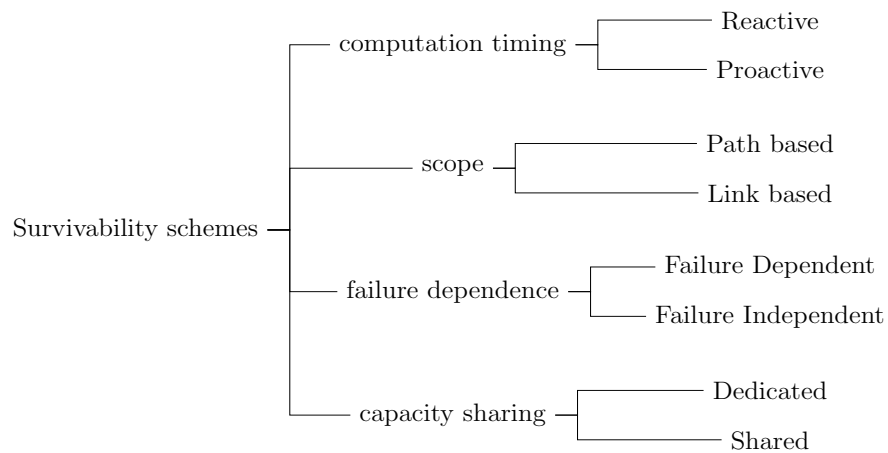 Reactive
computation timing
Proactive
Path based
scope
Link based
Survivability schemes
Failure Dependent
failure dependence
Failure Independent
Dedicated
capacity sharing
Shared